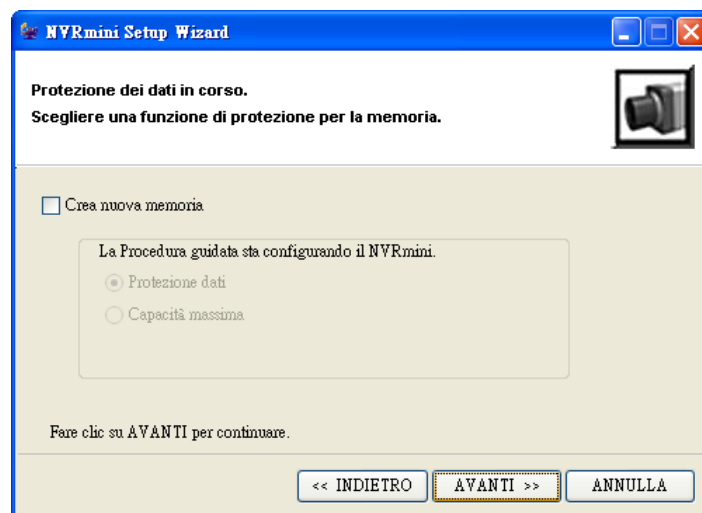 NVRmini Setup Wizard
Protezione dei dati in corso.
Scegliere una funzione di protezione per la memoria.
Crea nuova memoria
La Procedura guidata sta configurando il NVRmini.
Protezione dati
Capacità massima
Fare clic su AVANTI per continuare.
<< INDIETRO
AVANTI >>
ANNULLA